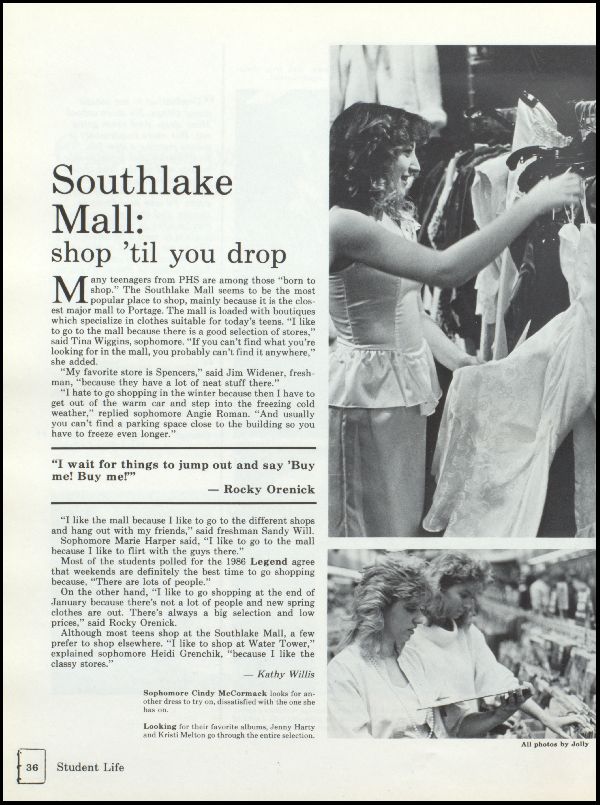 Southlake
Mall:
shop 'til you drop
Many teenagers from PHS are among those "born to
shop." The Southlake Mall seems to be the most
popular place to shop, mainly because it is the clos-
est major mall to Portage. The mall is loaded with boutiques
which specialize in clothes suitable for today's teens. "I like
to go to the mall because there is a good selection of stores,"
said Tina Wiggins, sophomore. "If you can't find what you're
looking for in the mall, you probably can't find it anywhere,"
she added.
"My favorite store is Spencers," said Jim Widener, fresh-
man, "because they have a lot of neat stuff there."
"I hate to go shopping in the winter because then I have to
get out of the warm car and step into the freezing cold
weather," replied sophomore Angie Roman. "And usually
you can't find a parking space close to the building so you
have to freeze even longer."
"I wait for things to jump out and say 'Buy
me! Buy me!'"
— Rocky Orenick
"I like the mall because I like to go to the different shops
and hang out with my friends," said freshman Sandy Will.
Sophomore Marie Harper said, "I like to go to the mall
because I like to flirt with the guys there."
Most of the students polled for the 1986 Legend agree
that weekends are definitely the best time to go shopping
because, "There are lots of people."
On the other hand, "I like to go shopping at the end of
January because there's not a lot of people and new spring
clothes are out. There's always a big selection and low
prices," said Rocky Orenick.
Although most teens shop at the Southlake Mall, a few
prefer to shop elsewhere. "I like to shop at Water Tower,"
explained sophomore Heidi Grenchik, "because I like the
classy stores."
— Kathy Willis
Sophomore Cindy McCormack looks for an-
other dress to try on, dissatisfied with the one she
has on.
Looking for their favorite albums, Jenny Harty
and Kristi Melton go through the entire selection.
All photos by Jolly
36 Student Life